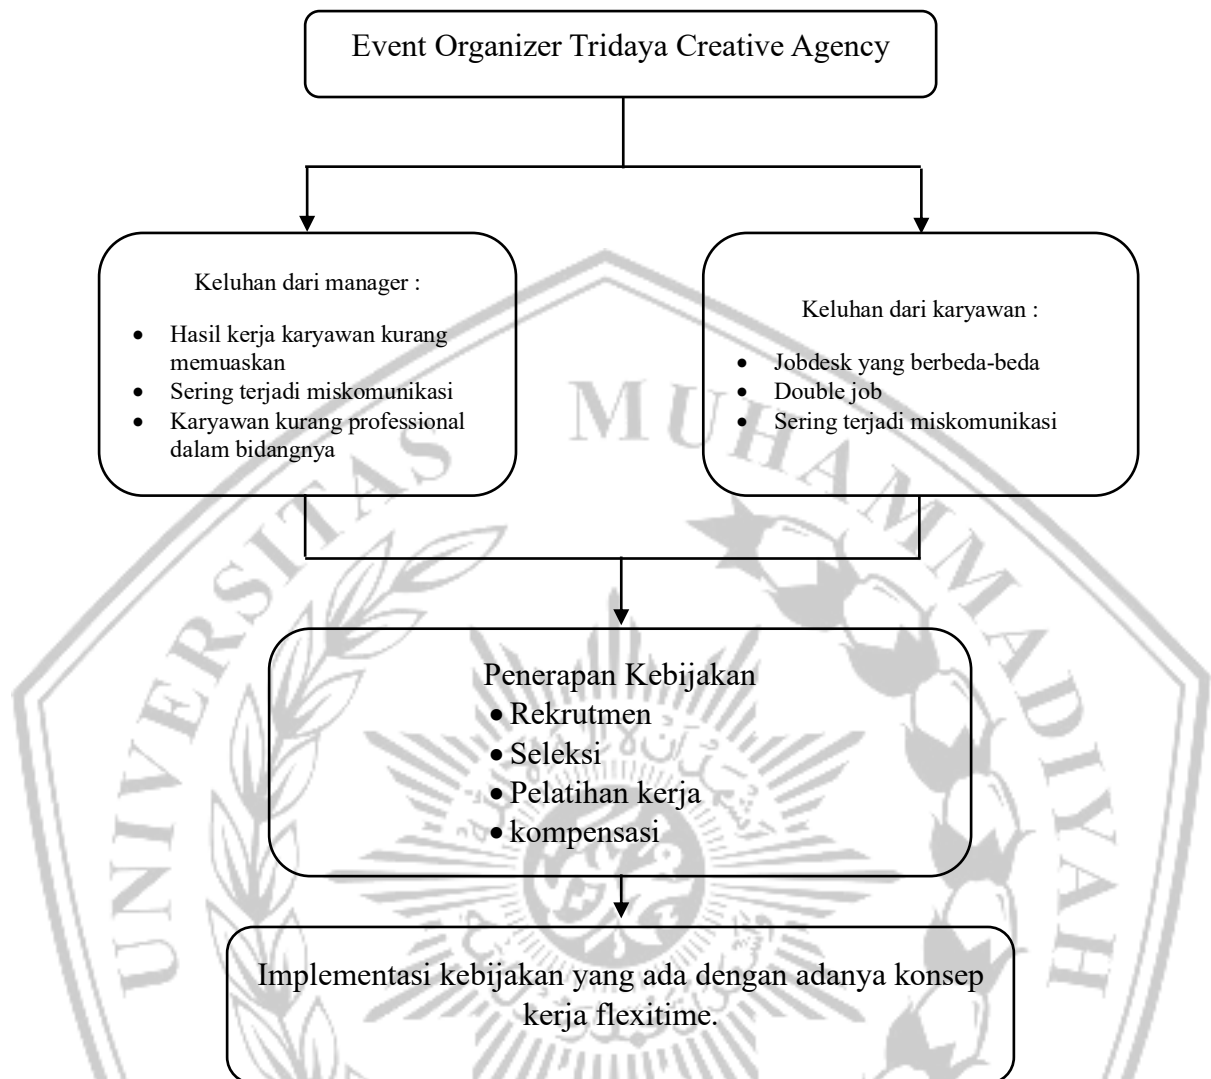 Event Organizer Tridaya Creative Agency
Keluhan dari manager :
• Hasil kerja karyawan kurang
memuaskan
• Sering terjadi miskomunikasi
• Karyawan kurang professional
dalam bidangnya
Keluhan dari karyawan :
• Jobdesk yang berbeda-beda
• Double job
• Sering terjadi miskomunikasi
Penerapan Kebijakan
• Rekrutmen
• Seleksi
• Pelatihan kerja
• kompensasi
Implementasi kebijakan yang ada dengan adanya konsep
kerja flexitime.
UNIVERSITAS MUHAMMADIYAH